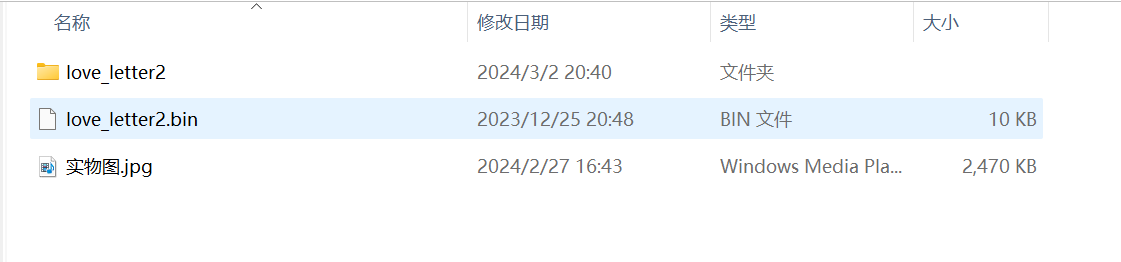 名称 修改日期 类型 大小
love_letter2 2024/3/2 20:40 文件夹
love_letter2.bin 2023/12/25 20:48 BIN 文件 10 KB
实物图.jpg 2024/2/27 16:43 Windows Media Pla... 2,470 KB